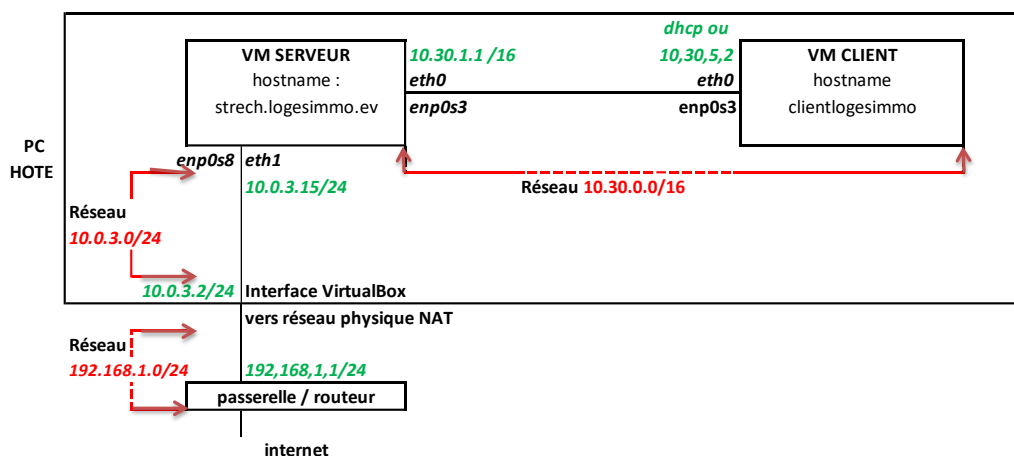 dhcp ou
VM SERVEUR
10.30.1.1 /16
10,30,5,2
VM CLIENT
hostname :
eth0
eth0
hostname
strech.logesimmo.ev
enp0s3
enp0s3
clientlogesimmo
PC
HOTE
enp0s8
eth1
10.0.3.15/24
Réseau 10.30.0.0/16
Réseau
10.0.3.0/24
10.0.3.2/24
Interface VirtualBox
vers réseau physique NAT
Réseau
192.168.1.0/24
192,168,1,1/24
passerelle / routeur
internet